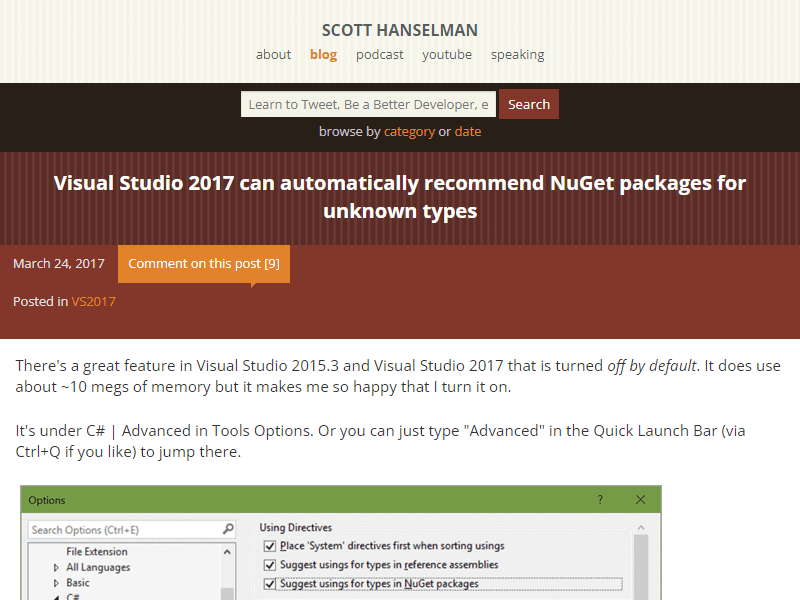 SCOTT HANSELMAN
about blog podcast youtube speaking
Learn to Tweet, Be a Better Developer, e Search
browse by category or date
Visual Studio 2017 can automatically recommend NuGet packages for
unknown types
March 24, 2017 Comment on this post [9]
Posted in VS2017
There's a great feature in Visual Studio 2015.3 and Visual Studio 2017 that is turned off by default. It does use
about ~10 megs of memory but it makes me so happy that I turn it on.
It's under C# | Advanced in Tools Options. Or you can just type "Advanced" in the Quick Launch Bar (via
Ctrl+Q if you like) to jump there.
Options ?
Search Options (Ctrl+E) Using Directives
File Extension Place 'System' directives first when sorting usings
All Languages Suggest usings for types in reference assemblies
Basic Suggest usings for types in NuGet packages
C#